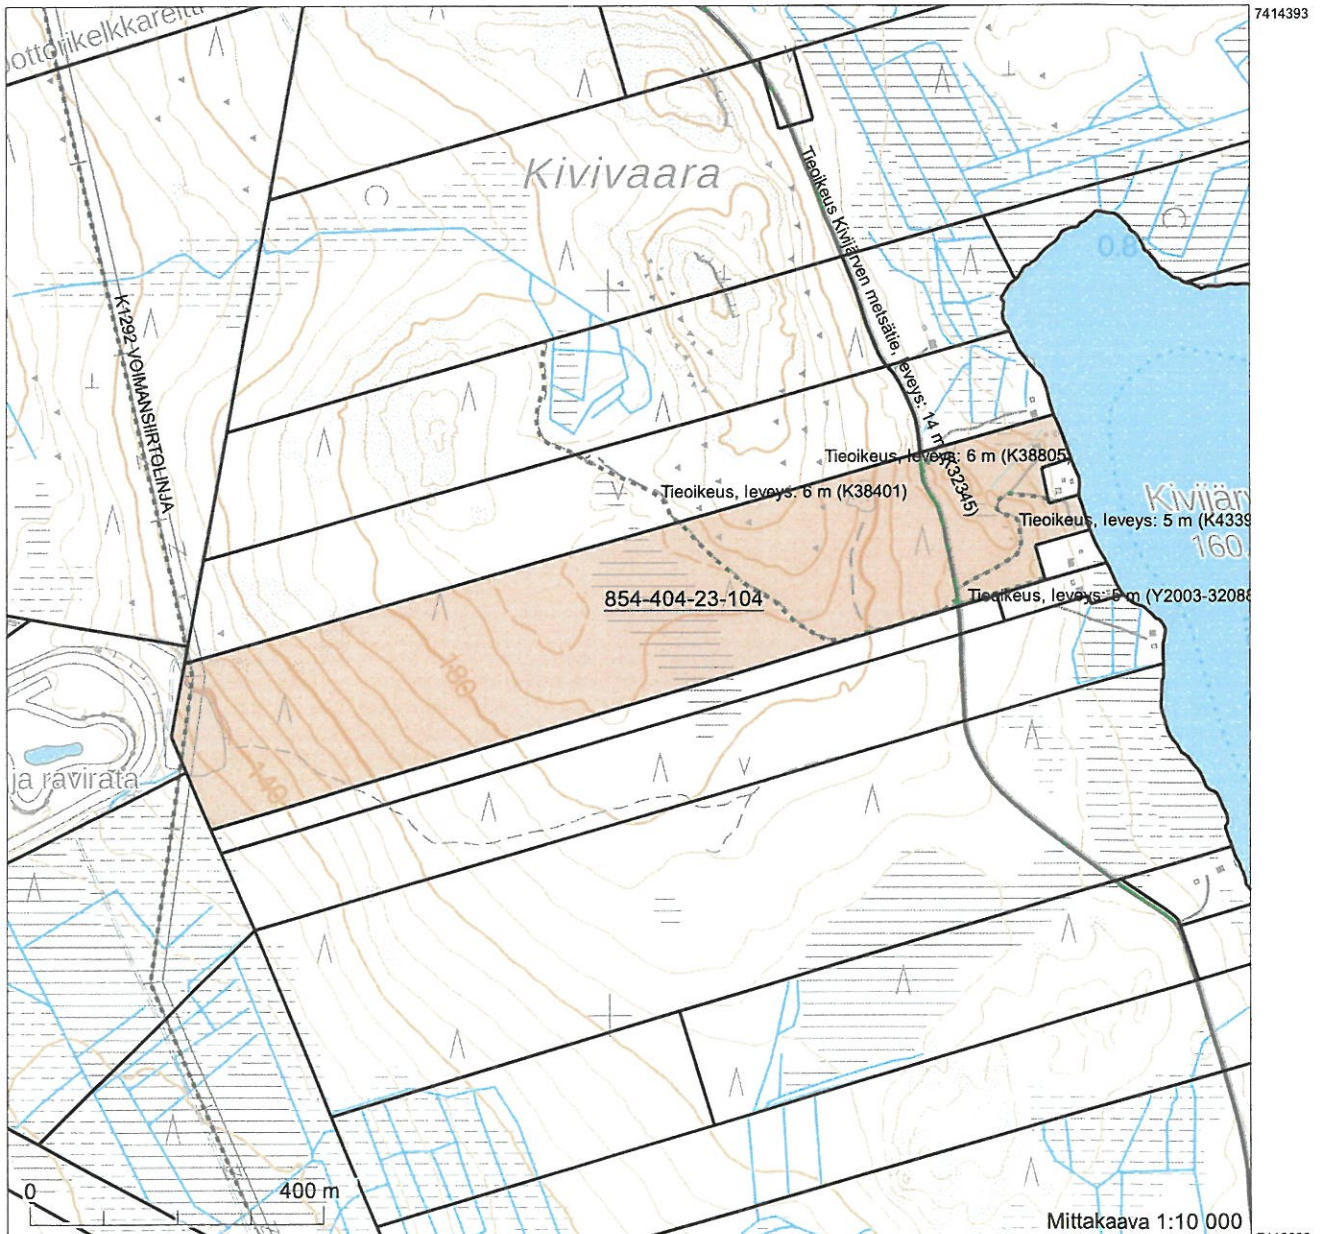 7414393
Kivivaara
0.8
Tieoikeus Kivijärven metsätie, leveys: 14 m (K32345)
K1292 VOIMANSIIRTOLINJA
Tieoikeus, leveys: 6 m (K38805)
Tieoikeus, leveys: 6 m (K38401)
Kivijärv
Tieoikeus, leveys: 5 m (K4339
160.
854-404-23-104
Tieoikeus, leveys: 5 m (Y2003-32088
180
ja ravirata
140
0
400 m
Mittakaava 1:10 000